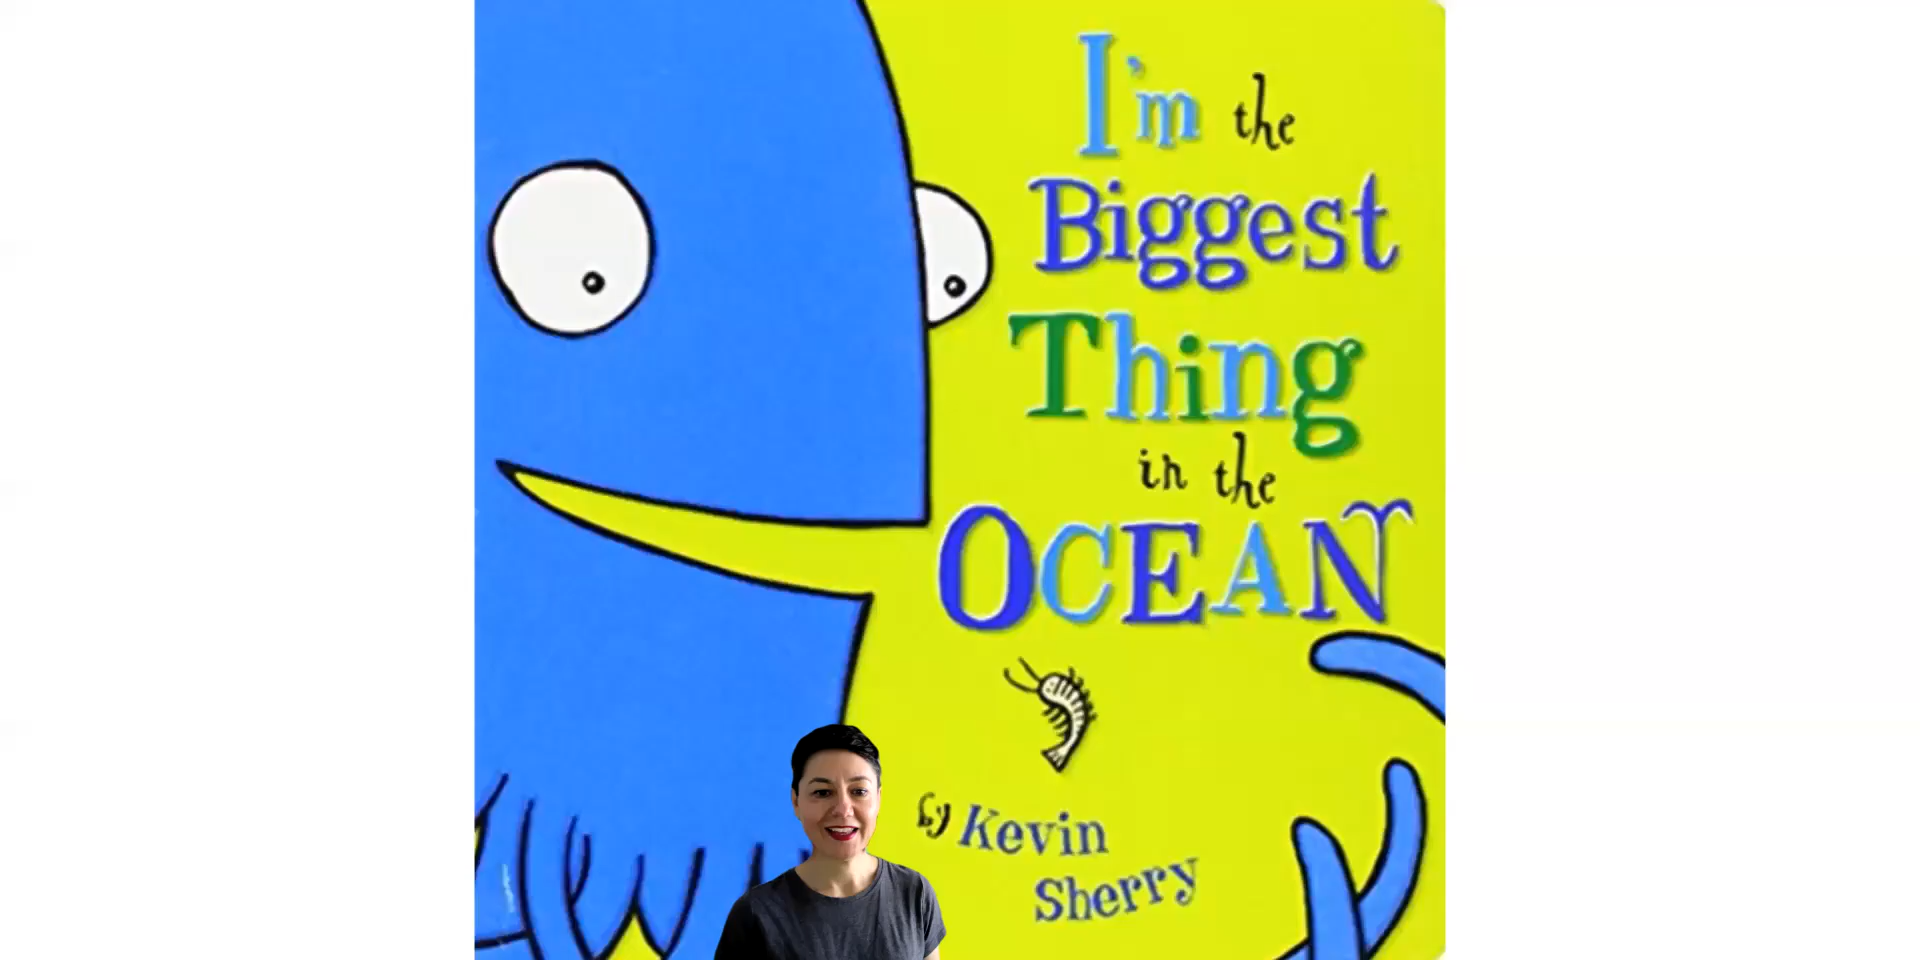 I'm the
Biggest
Thing
in the
OCEAN
by Kevin
Sherry